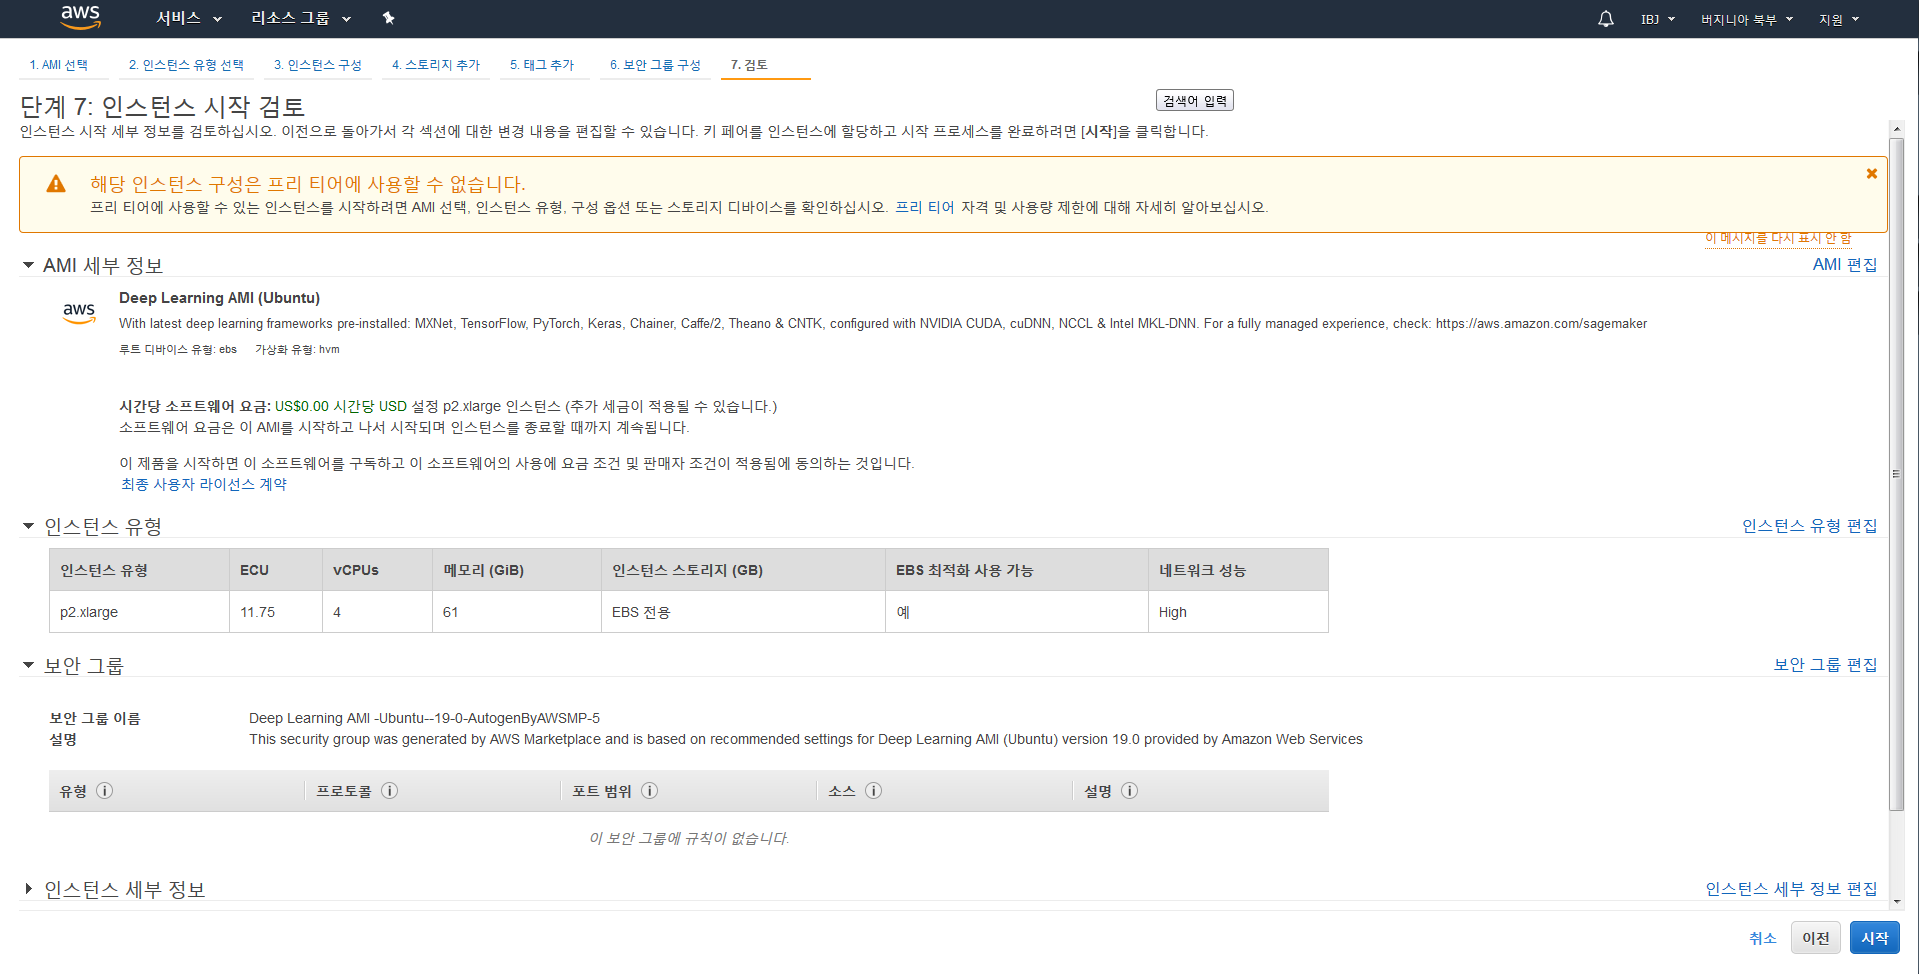 aws 서비스 리소스 그룹 IBJ 버지니아 북부 지원
1. AMI 선택 2. 인스턴스 유형 선택 3. 인스턴스 구성 4. 스토리지 추가 5. 태그 추가 6. 보안 그룹 구성 7. 검토
단계 7: 인스턴스 시작 검토
검색어 입력
인스턴스 시작 세부 정보를 검토하십시오. 이전으로 돌아가서 각 섹션에 대한 변경 내용을 편집할 수 있습니다. 키 페어를 인스턴스에 할당하고 시작 프로세스를 완료하려면 [시작]을 클릭합니다.
해당 인스턴스 구성은 프리 티어에 사용할 수 없습니다.
프리 티어에 사용할 수 있는 인스턴스를 시작하려면 AMI 선택, 인스턴스 유형, 구성 옵션 또는 스토리지 디바이스를 확인하십시오. 프리 티어 자격 및 사용량 제한에 대해 자세히 알아보십시오.
이 메시지를 다시 표시 안 함
AMI 세부 정보 AMI 편집
aws
Deep Learning AMI (Ubuntu)
With latest deep learning frameworks pre-installed: MXNet, TensorFlow, PyTorch, Keras, Chainer, Caffe/2, Theano & CNTK, configured with NVIDIA CUDA, cuDNN, NCCL & Intel MKL-DNN. For a fully managed experience, check: https://aws.amazon.com/sagemaker
루트 디바이스 유형: ebs 가상화 유형: hvm
시간당 소프트웨어 요금: US$0.00 시간당 USD 설정 p2.xlarge 인스턴스 (추가 세금이 적용될 수 있습니다.)
소프트웨어 요금은 이 AMI를 시작하고 나서 시작되며 인스턴스를 종료할 때까지 계속됩니다.
이 제품을 시작하면 이 소프트웨어를 구독하고 이 소프트웨어의 사용에 요금 조건 및 판매자 조건이 적용됨에 동의하는 것입니다.
최종 사용자 라이선스 계약
인스턴스 유형 인스턴스 유형 편집
인스턴스 유형 ECU vCPUs 메모리 (GiB) 인스턴스 스토리지 (GB) EBS 최적화 사용 가능 네트워크 성능
p2.xlarge 11.75 4 61 EBS 전용 예 High
보안 그룹 보안 그룹 편집
보안 그룹 이름 Deep Learning AMI -Ubuntu--19-0-AutogenByAWSMP-5
설명 This security group was generated by AWS Marketplace and is based on recommended settings for Deep Learning AMI (Ubuntu) version 19.0 provided by Amazon Web Services
유형 프로토콜 포트 범위 소스 설명
이 보안 그룹에 규칙이 없습니다.
인스턴스 세부 정보 인스턴스 세부 정보 편집
취소 이전 시작